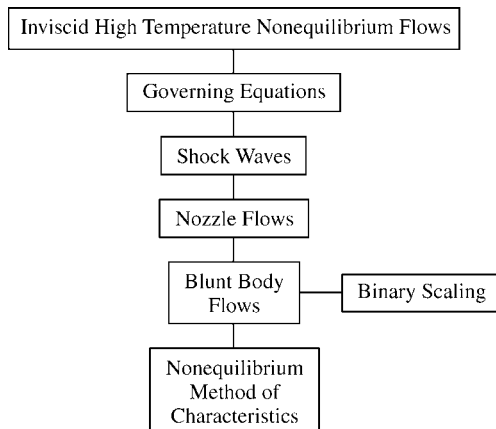 Inviscid High Temperature Nonequilibrium Flows
Governing Equations
Shock Waves
Nozzle Flows
Blunt Body
Flows
Binary Scaling
Nonequilibrium
Method of
Characteristics